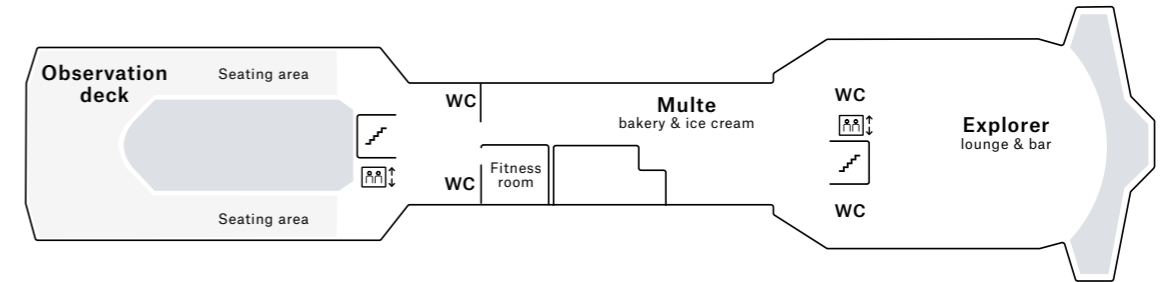 Observation
deck
Seating area
Seating area
WC
WC
Fitness
room
Multe
bakery & ice cream
WC
WC
Explorer
lounge & bar